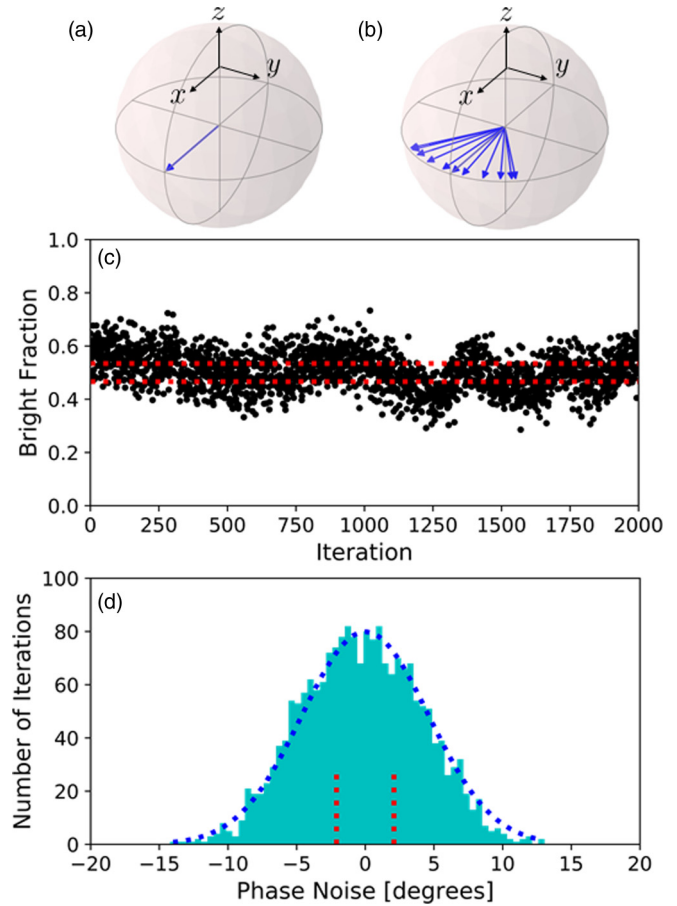 (a)
z
y
x
(b)
z
y
x
(c)
1.0
0.8
0.6
0.4
0.2
0.0
Bright Fraction
0 250 500 750 1000 1250 1500 1750 2000
Iteration
(d)
100
80
60
40
20
0
Number of Iterations
−20 −15 −10 −5 0 5 10 15 20
Phase Noise [degrees]